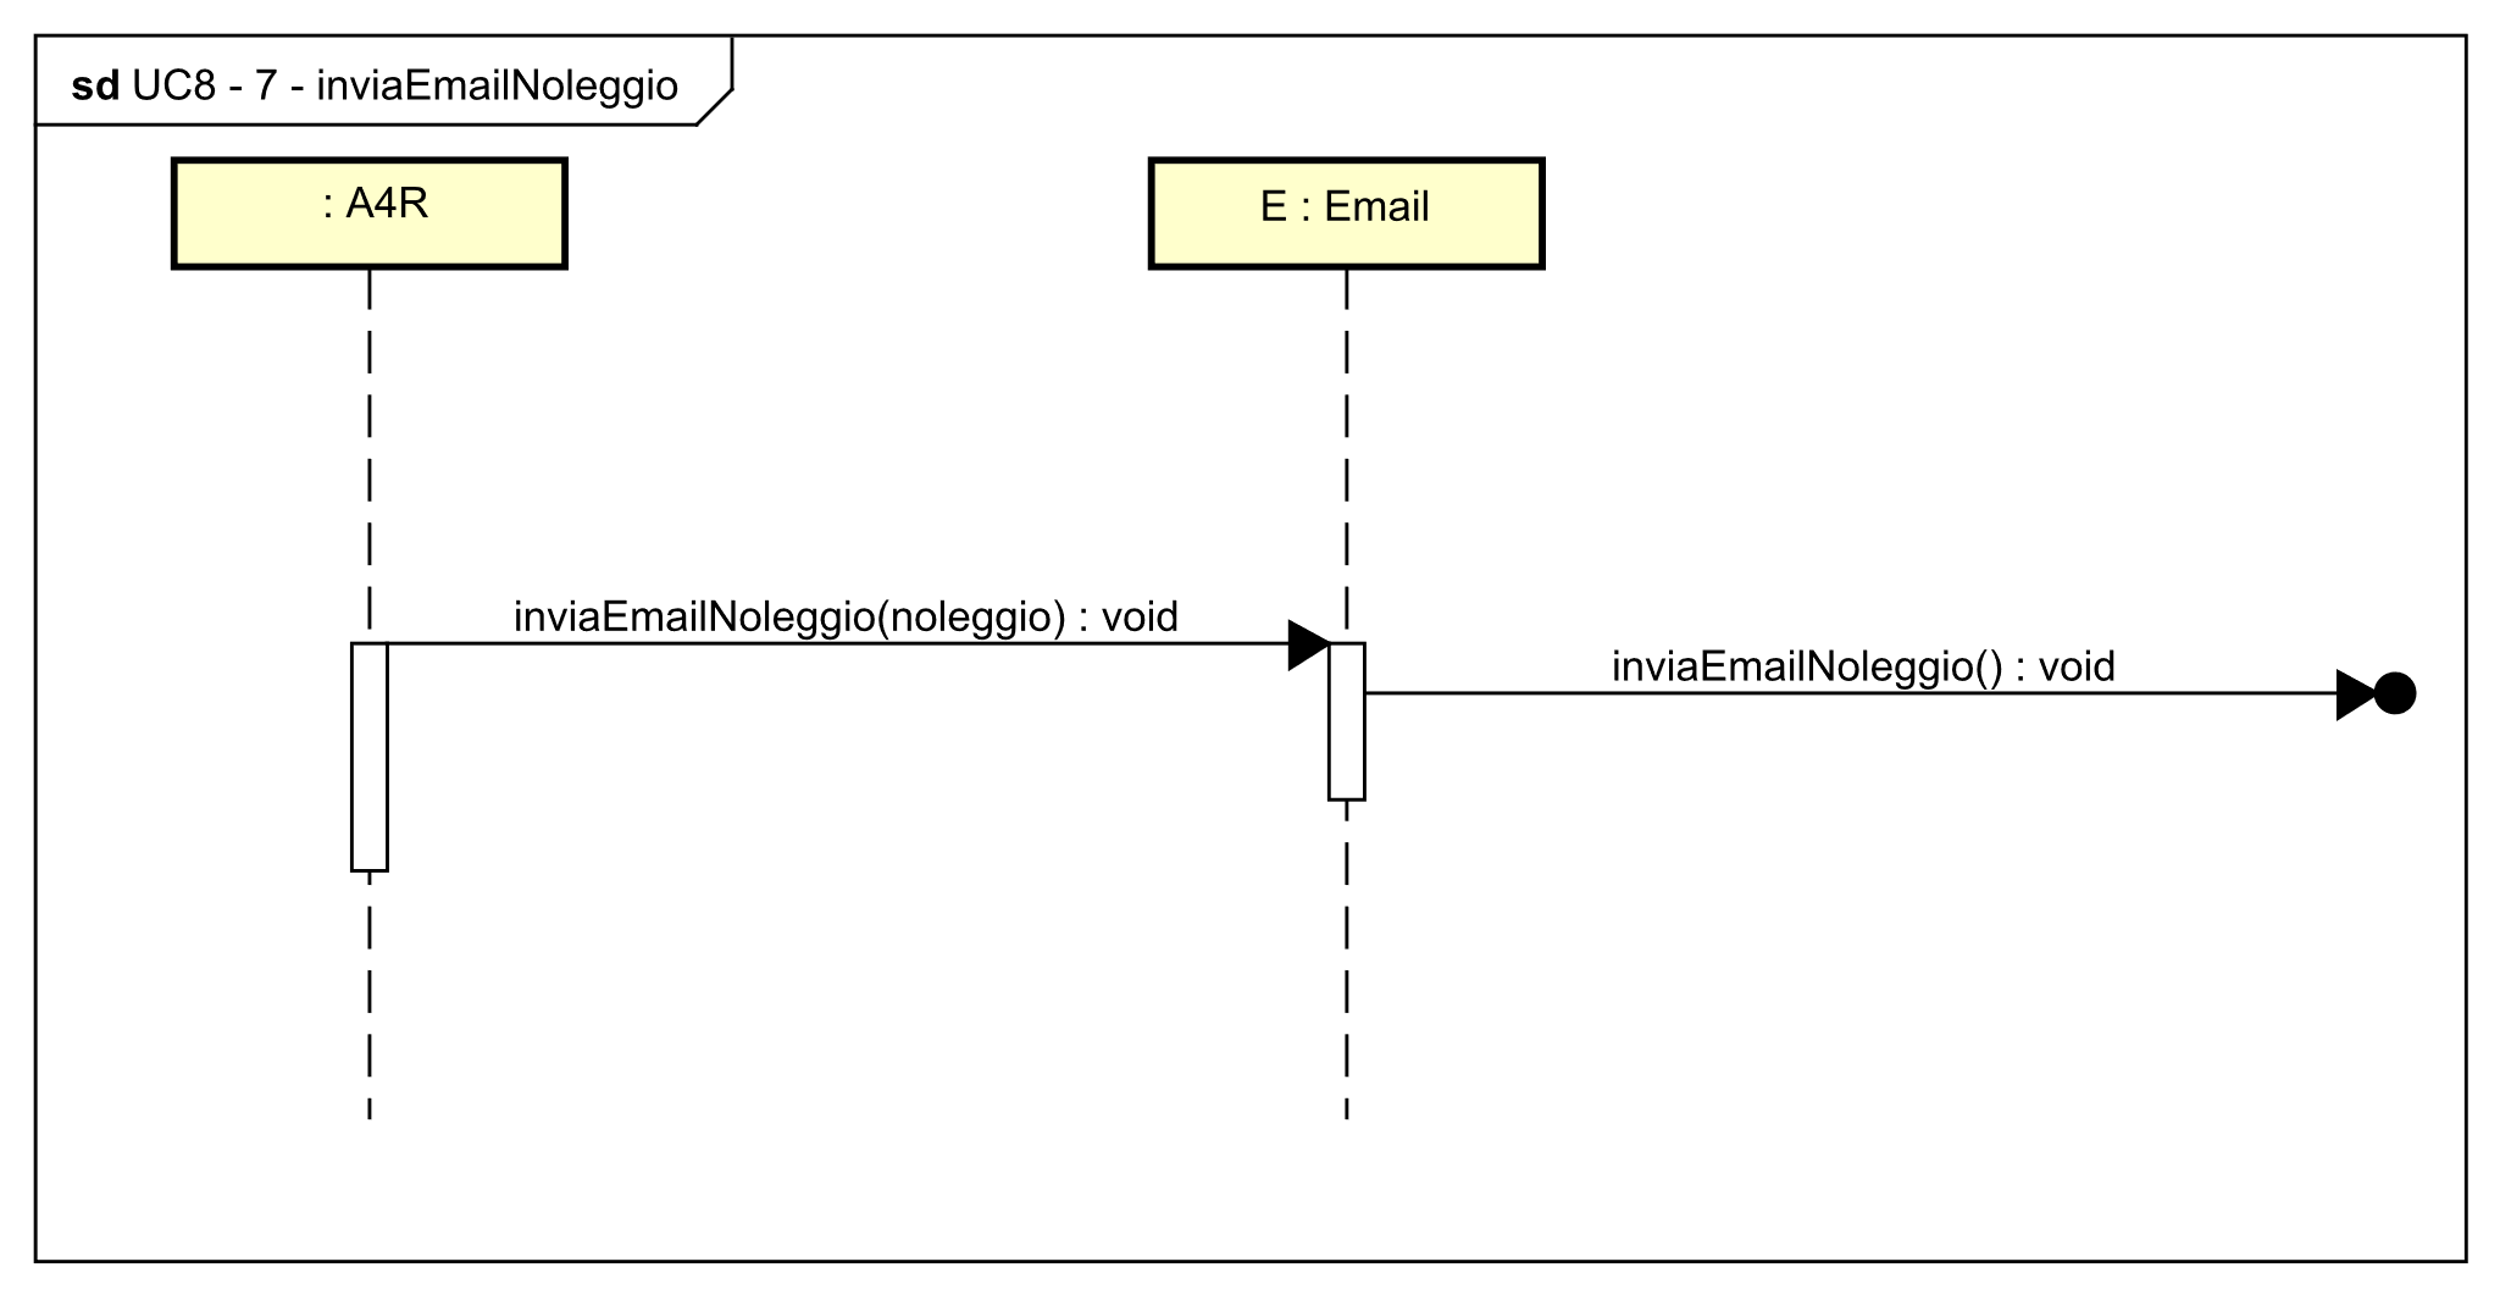 sd UC8 - 7 - inviaEmailNoleggio
: A4R
E : Email
inviaEmailNoleggio(noleggio) : void
inviaEmailNoleggio() : void